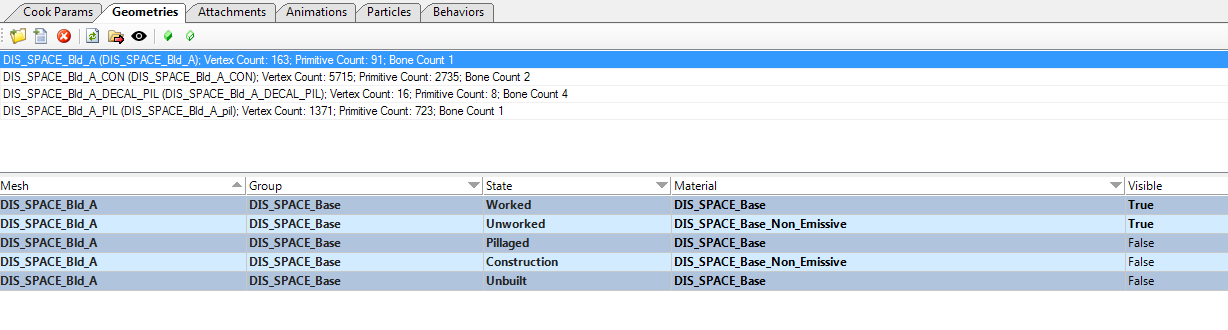 Cook Params Geometries Attachments Animations Particles Behaviors
DIS_SPACE_Bld_A (DIS_SPACE_Bld_A); Vertex Count: 163; Primitive Count: 91; Bone Count 1
DIS_SPACE_Bld_A_CON (DIS_SPACE_Bld_A_CON); Vertex Count: 5715; Primitive Count: 2735; Bone Count 2
DIS_SPACE_Bld_A_DECAL_PIL (DIS_SPACE_Bld_A_DECAL_PIL); Vertex Count: 16; Primitive Count: 8; Bone Count 4
DIS_SPACE_Bld_A_PIL (DIS_SPACE_Bld_A_pil); Vertex Count: 1371; Primitive Count: 723; Bone Count 1
Mesh Group State Material Visible
DIS_SPACE_Bld_A DIS_SPACE_Base Worked DIS_SPACE_Base True
DIS_SPACE_Bld_A DIS_SPACE_Base Unworked DIS_SPACE_Base_Non_Emissive True
DIS_SPACE_Bld_A DIS_SPACE_Base Pillaged DIS_SPACE_Base False
DIS_SPACE_Bld_A DIS_SPACE_Base Construction DIS_SPACE_Base_Non_Emissive False
DIS_SPACE_Bld_A DIS_SPACE_Base Unbuilt DIS_SPACE_Base False